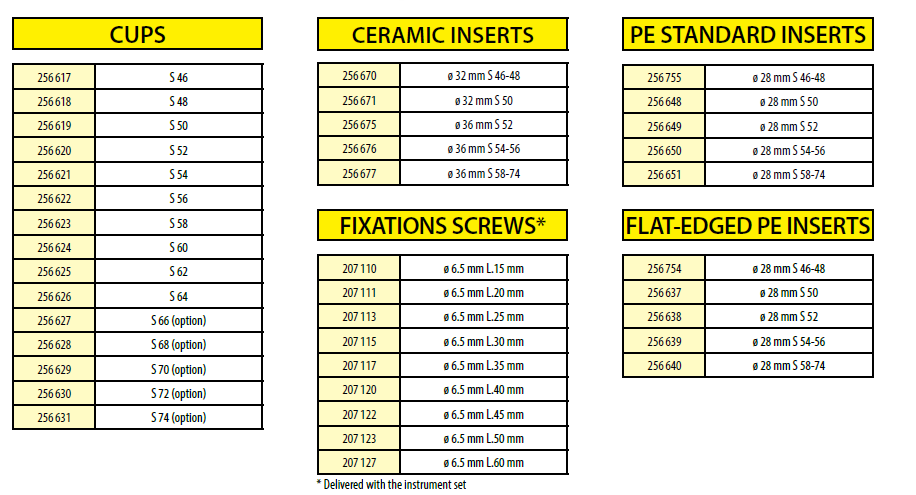 CUPS
256 617 S 46
256 618 S 48
256 619 S 50
256 620 S 52
256 621 S 54
256 622 S 56
256 623 S 58
256 624 S 60
256 625 S 62
256 626 S 64
256 627 S 66 (option)
256 628 S 68 (option)
256 629 S 70 (option)
256 630 S 72 (option)
256 631 S 74 (option)
CERAMIC INSERTS
256 670 ø 32 mm S 46-48
256 671 ø 32 mm S 50
256 675 ø 36 mm S 52
256 676 ø 36 mm S 54-56
256 677 ø 36 mm S 58-74
FIXATIONS SCREWS*
207 110 ø 6.5 mm L.15 mm
207 111 ø 6.5 mm L.20 mm
207 113 ø 6.5 mm L.25 mm
207 115 ø 6.5 mm L.30 mm
207 117 ø 6.5 mm L.35 mm
207 120 ø 6.5 mm L.40 mm
207 122 ø 6.5 mm L.45 mm
207 123 ø 6.5 mm L.50 mm
207 127 ø 6.5 mm L.60 mm
* Delivered with the instrument set
PE STANDARD INSERTS
256 755 ø 28 mm S 46-48
256 648 ø 28 mm S 50
256 649 ø 28 mm S 52
256 650 ø 28 mm S 54-56
256 651 ø 28 mm S 58-74
FLAT-EDGED PE INSERTS
256 754 ø 28 mm S 46-48
256 637 ø 28 mm S 50
256 638 ø 28 mm S 52
256 639 ø 28 mm S 54-56
256 640 ø 28 mm S 58-74